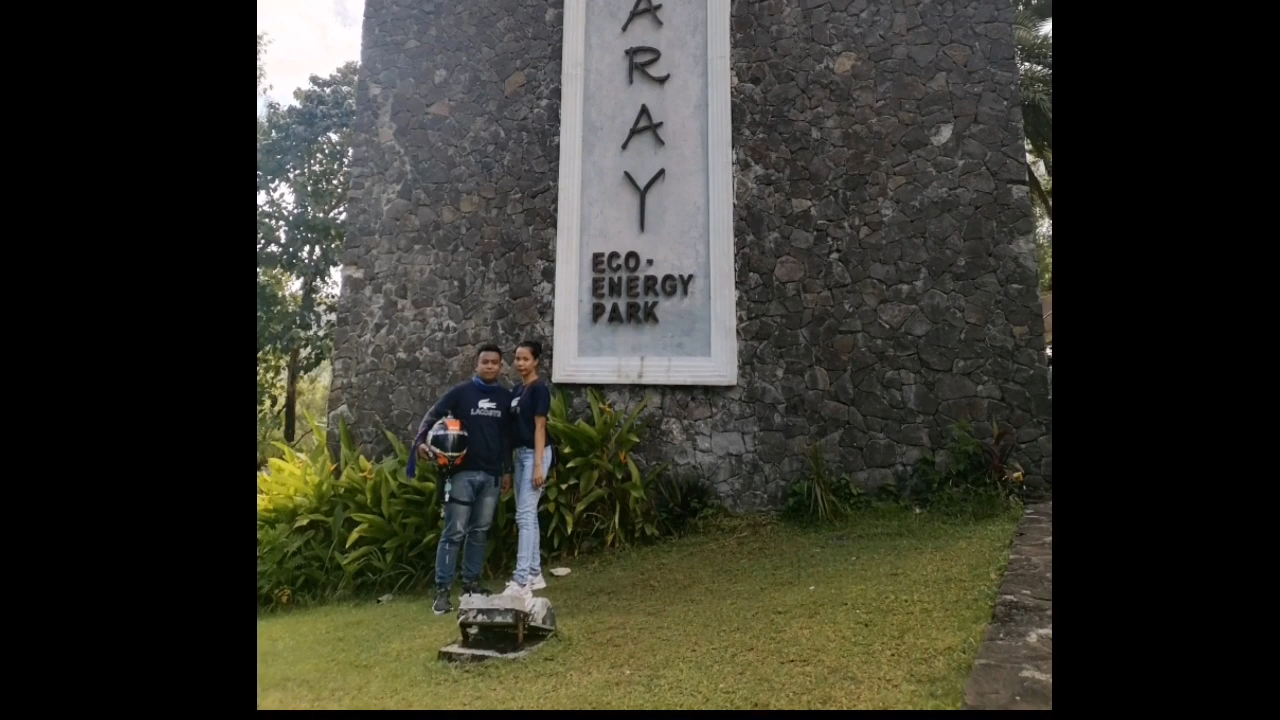 A
R
A
Y
ECO-
ENERGY
PARK
LACOSTE